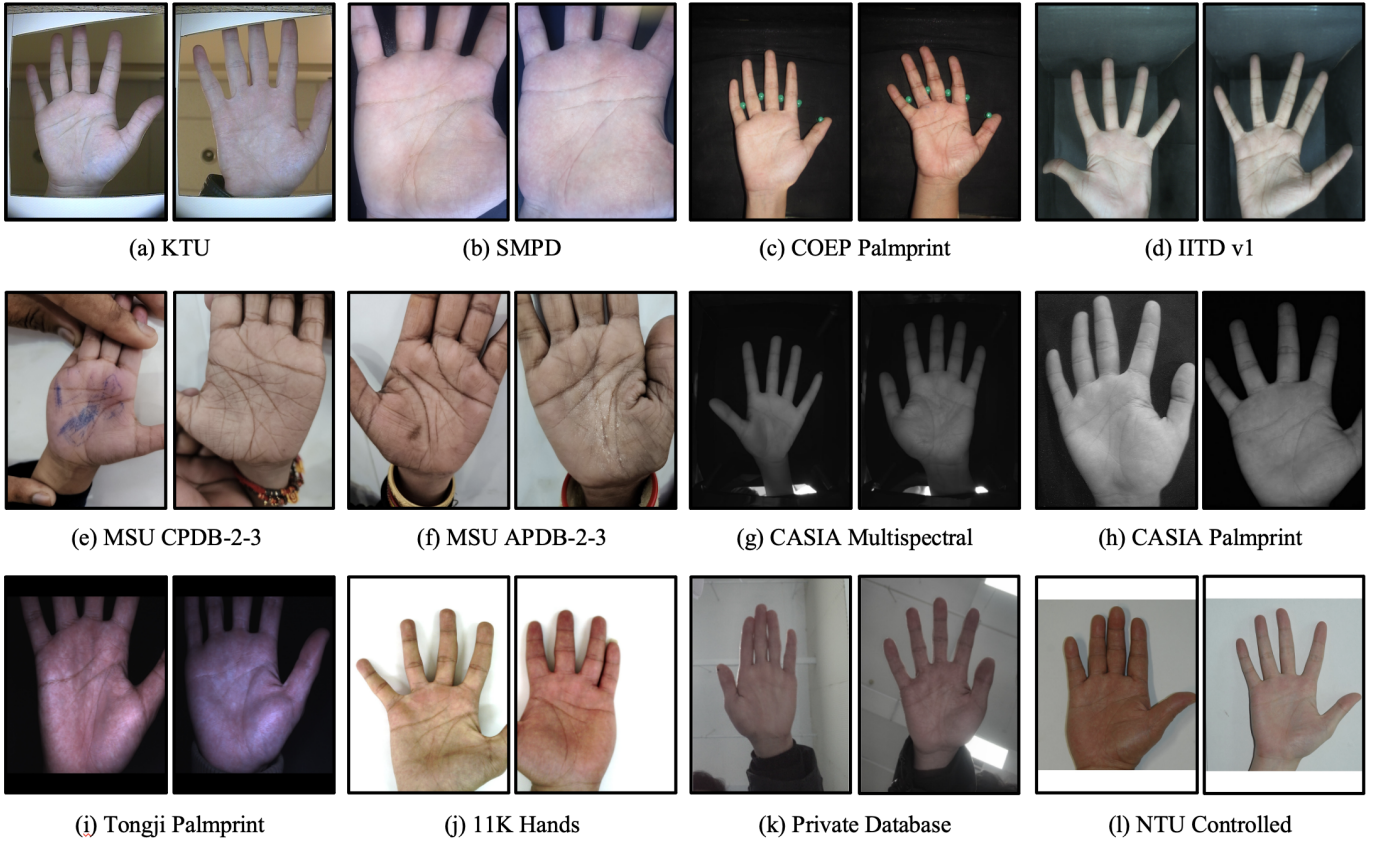 (a) KTU
(b) SMPD
(c) COEP Palmprint
(d) IITD v1
(e) MSU CPDB-2-3
(f) MSU APDB-2-3
(g) CASIA Multispectral
(h) CASIA Palmprint
(i) Tongji Palmprint
(j) 11K Hands
(k) Private Database
(l) NTU Controlled